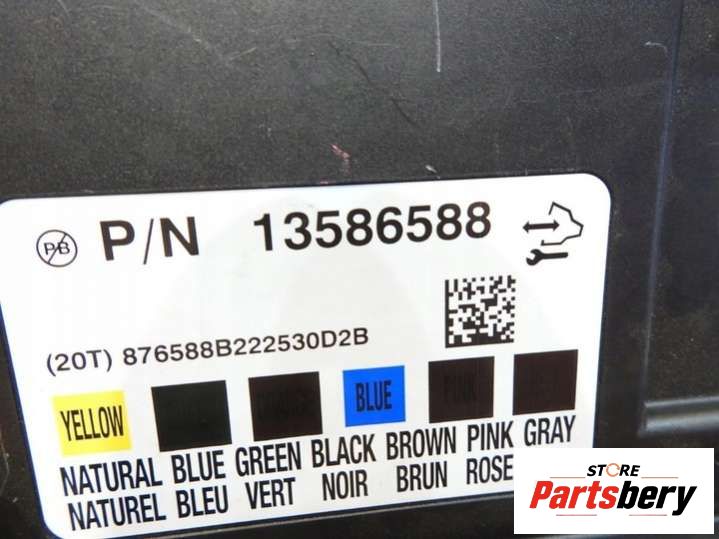 PB P/N 13586588
(20T) 876588B222530D2B
YELLOW BLUE PINK
NATURAL BLUE GREEN BLACK BROWN PINK GRAY
NATUREL BLEU VERT NOIR BRUN ROSE
STORE
Partsbery